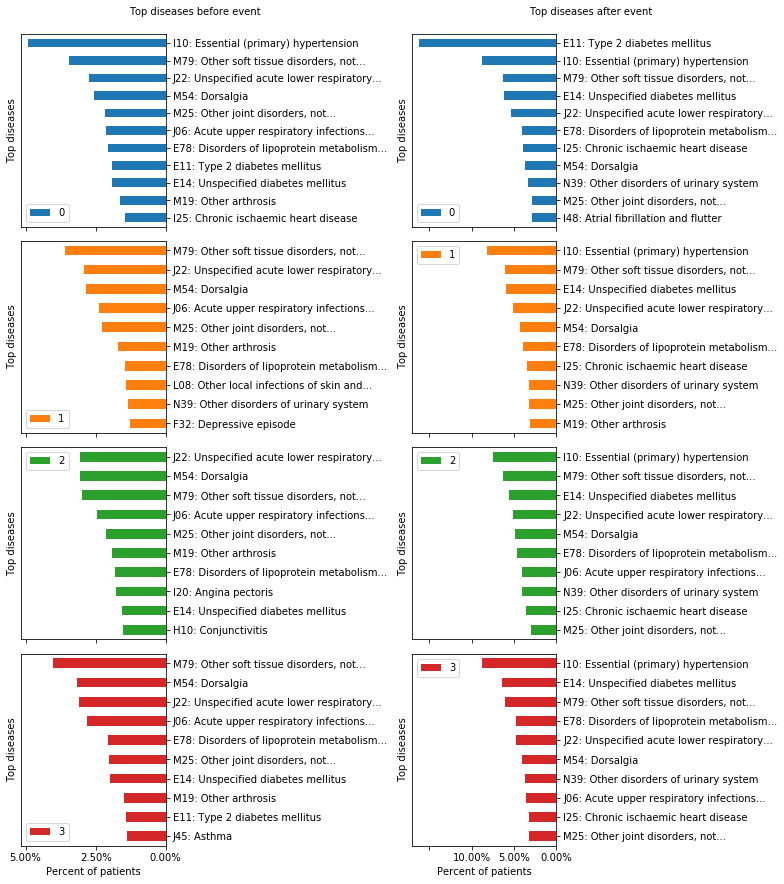 Top diseases before event
Top diseases after event
Top diseases
I10: Essential (primary) hypertension
M79: Other soft tissue disorders, not...
J22: Unspecified acute lower respiratory...
M54: Dorsalgia
M25: Other joint disorders, not...
J06: Acute upper respiratory infections...
E78: Disorders of lipoprotein metabolism...
E11: Type 2 diabetes mellitus
E14: Unspecified diabetes mellitus
M19: Other arthrosis
I25: Chronic ischaemic heart disease
0
Top diseases
E11: Type 2 diabetes mellitus
I10: Essential (primary) hypertension
M79: Other soft tissue disorders, not...
E14: Unspecified diabetes mellitus
J22: Unspecified acute lower respiratory...
E78: Disorders of lipoprotein metabolism...
I25: Chronic ischaemic heart disease
M54: Dorsalgia
N39: Other disorders of urinary system
M25: Other joint disorders, not...
I48: Atrial fibrillation and flutter
0
Top diseases
M79: Other soft tissue disorders, not...
J22: Unspecified acute lower respiratory...
M54: Dorsalgia
J06: Acute upper respiratory infections...
M25: Other joint disorders, not...
M19: Other arthrosis
E78: Disorders of lipoprotein metabolism...
L08: Other local infections of skin and...
N39: Other disorders of urinary system
F32: Depressive episode
1
Top diseases
1
I10: Essential (primary) hypertension
M79: Other soft tissue disorders, not...
E14: Unspecified diabetes mellitus
J22: Unspecified acute lower respiratory...
M54: Dorsalgia
E78: Disorders of lipoprotein metabolism...
I25: Chronic ischaemic heart disease
N39: Other disorders of urinary system
M25: Other joint disorders, not...
M19: Other arthrosis
Top diseases
2
J22: Unspecified acute lower respiratory...
M54: Dorsalgia
M79: Other soft tissue disorders, not...
J06: Acute upper respiratory infections...
M25: Other joint disorders, not...
M19: Other arthrosis
E78: Disorders of lipoprotein metabolism...
I20: Angina pectoris
E14: Unspecified diabetes mellitus
H10: Conjunctivitis
Top diseases
2
I10: Essential (primary) hypertension
M79: Other soft tissue disorders, not...
E14: Unspecified diabetes mellitus
J22: Unspecified acute lower respiratory...
M54: Dorsalgia
E78: Disorders of lipoprotein metabolism...
J06: Acute upper respiratory infections...
N39: Other disorders of urinary system
I25: Chronic ischaemic heart disease
M25: Other joint disorders, not...
Top diseases
M79: Other soft tissue disorders, not...
M54: Dorsalgia
J22: Unspecified acute lower respiratory...
J06: Acute upper respiratory infections...
E78: Disorders of lipoprotein metabolism...
M25: Other joint disorders, not...
E14: Unspecified diabetes mellitus
M19: Other arthrosis
E11: Type 2 diabetes mellitus
J45: Asthma
3
5.00% 2.50% 0.00%
Percent of patients
Top diseases
3
I10: Essential (primary) hypertension
E14: Unspecified diabetes mellitus
M79: Other soft tissue disorders, not...
E78: Disorders of lipoprotein metabolism...
J22: Unspecified acute lower respiratory...
M54: Dorsalgia
N39: Other disorders of urinary system
J06: Acute upper respiratory infections...
I25: Chronic ischaemic heart disease
M25: Other joint disorders, not...
10.00% 5.00% 0.00%
Percent of patients